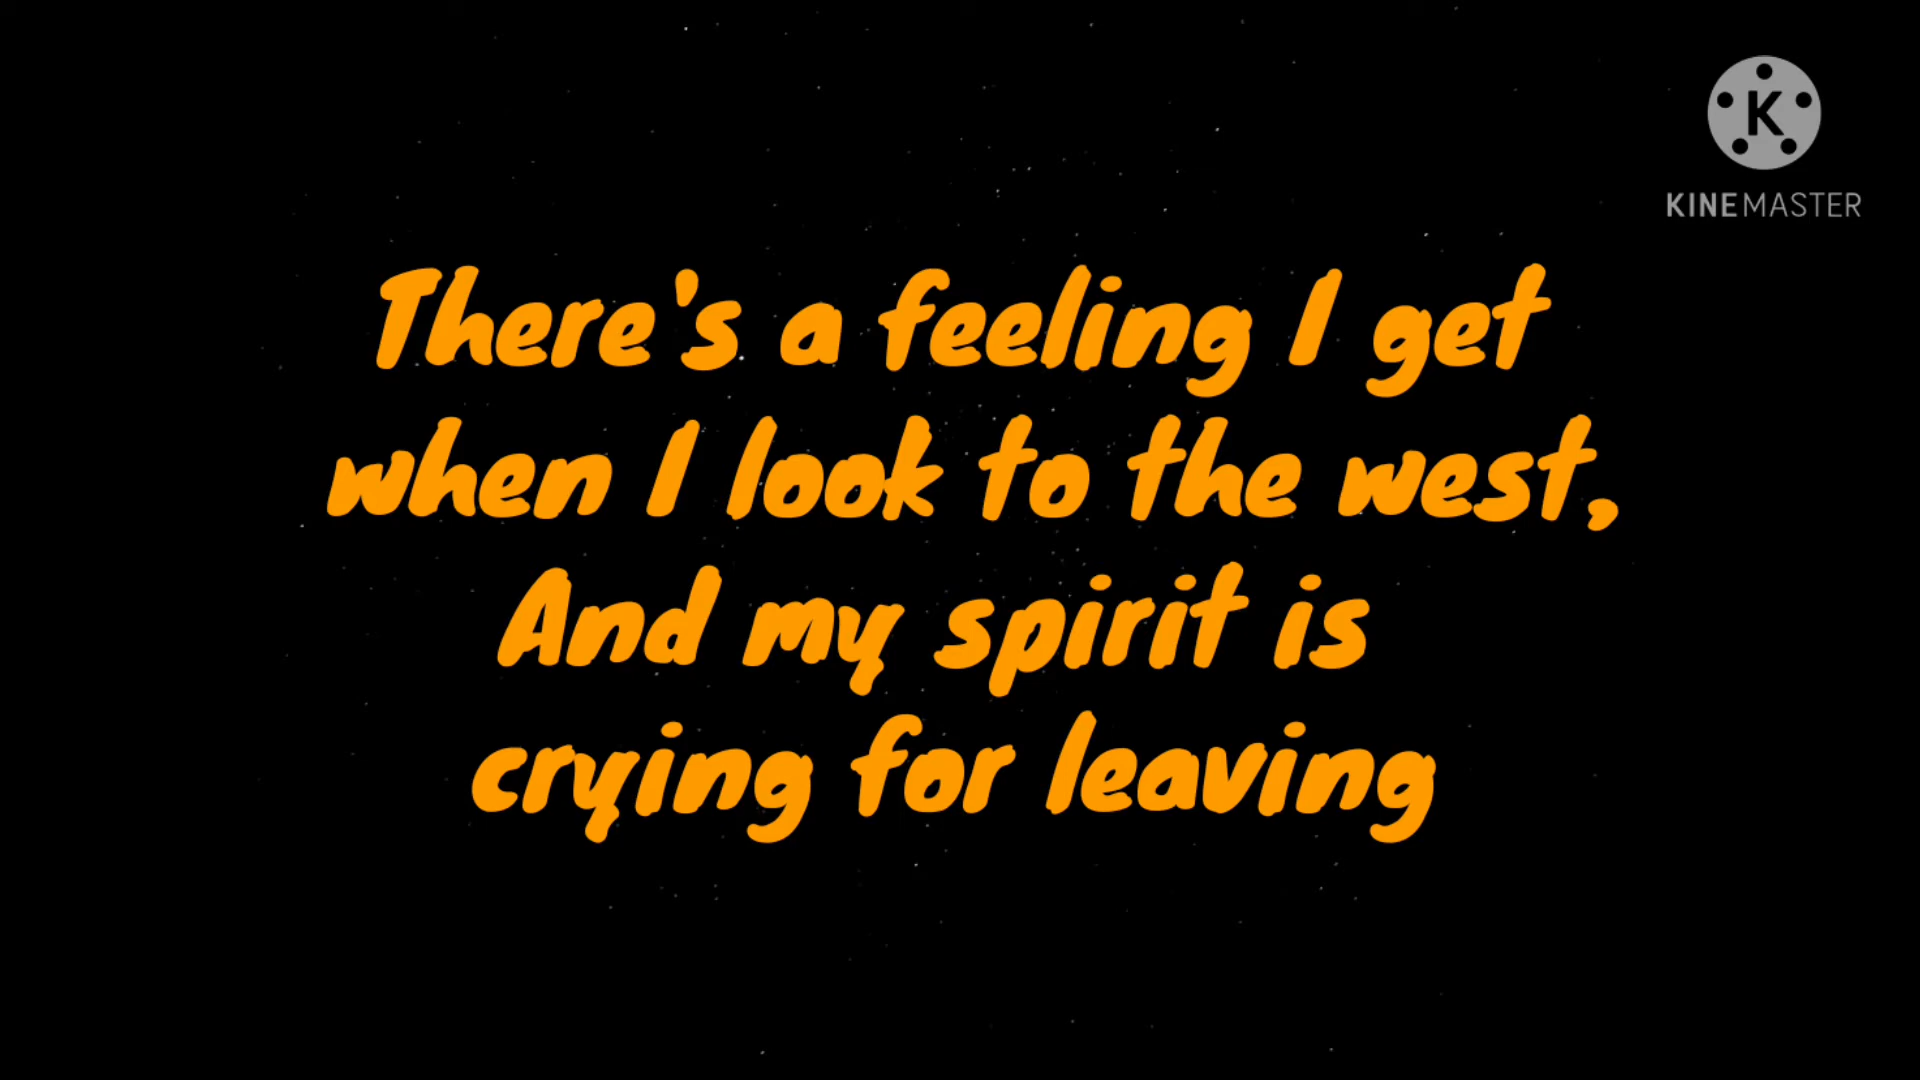 K
KINEMASTER
There's a feeling I get
when I look to the west,
And my spirit is
crying for leaving